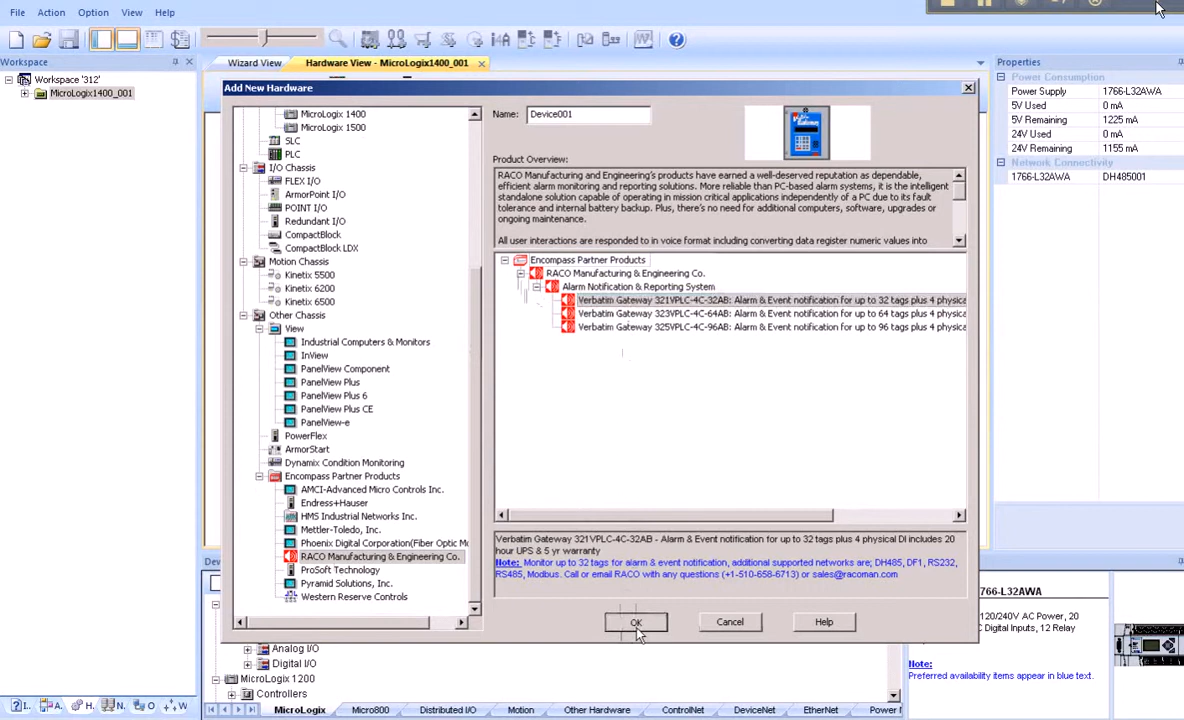 File Action Option View Help
Workspace
Workspace '312'
MicroLogix1400_001
Wizard View
Hardware View - MicroLogix1400_001
Properties
Power Consumption
Power Supply 1766-L32AWA
5V Used 0 mA
5V Remaining 1225 mA
24V Used 0 mA
24V Remaining 1155 mA
Network Connectivity
1766-L32AWA DH485001
Add New Hardware
MicroLogix 1400
MicroLogix 1500
SLC
PLC
I/O Chassis
FLEX I/O
ArmorPoint I/O
POINT I/O
Redundant I/O
CompactBlock
CompactBlock LDX
Motion Chassis
Kinetix 5500
Kinetix 6200
Kinetix 6500
Other Chassis
View
Industrial Computers & Monitors
InView
PanelView Component
PanelView Plus
PanelView Plus 6
PanelView Plus CE
PanelView-e
PowerFlex
ArmorStart
Dynamix Condition Monitoring
Encompass Partner Products
AMCI-Advanced Micro Controls Inc.
Endress+Hauser
HMS Industrial Networks Inc.
Mettler-Toledo, Inc.
Phoenix Digital Corporation(Fiber Optic Mo
RACO Manufacturing & Engineering Co.
ProSoft Technology
Pyramid Solutions, Inc.
Western Reserve Controls
Name: Device001
Product Overview:
RACO Manufacturing and Engineering's products have earned a well-deserved reputation as dependable,
efficient alarm monitoring and reporting solutions. More reliable than PC-based alarm systems, it is the intelligent
standalone solution capable of operating in mission critical applications independently of a PC due to its fault
tolerance and internal battery backup. Plus, there's no need for additional computers, software, upgrades or
ongoing maintenance.
All user interactions are responded to in voice format including converting data register numeric values into
Encompass Partner Products
RACO Manufacturing & Engineering Co.
Alarm Notification & Reporting System
Verbatim Gateway 321VPLC-4C-32AB: Alarm & Event notification for up to 32 tags plus 4 physica
Verbatim Gateway 323VPLC-4C-64AB: Alarm & Event notification for up to 64 tags plus 4 physica
Verbatim Gateway 325VPLC-4C-96AB: Alarm & Event notification for up to 96 tags plus 4 physica
Verbatim Gateway 321VPLC-4C-32AB - Alarm & Event notification for up to 32 tags plus 4 physical DI includes 20
hour UPS & 5 yr warranty
Note: Monitor up to 32 tags for alarm & event notification, additional supported networks are; DH485, DF1, RS232,
RS485, Modbus. Call or email RACO with any questions (+1-510-658-6713) or sales@racoman.com
OK Cancel Help
Analog I/O
Digital I/O
MicroLogix 1200
Controllers
766-L32AWA
120/240V AC Power, 20
Digital Inputs, 12 Relay
Note:
Preferred availability items appear in blue text.
I.. A. H. N. O W
MicroLogix Micro800 Distributed I/O Motion Other Hardware ControlNet DeviceNet EtherNet Power